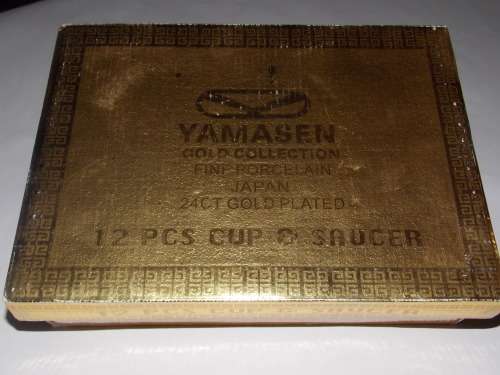 YAMASEN
GOLD COLLECTION
FINE PORCELAIN
JAPAN
24CT GOLD PLATED
12 PCS CUP & SAUCER